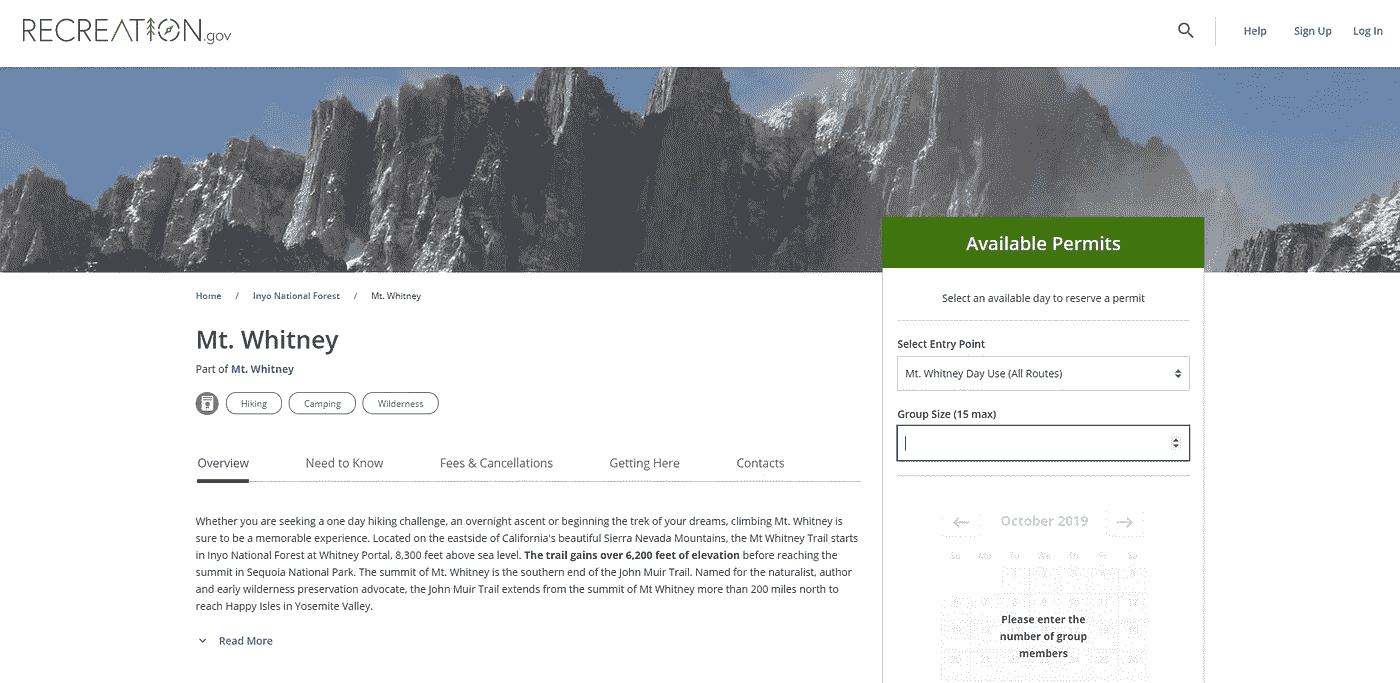 RECREATION.gov
Help
Sign Up
Log In
Available Permits
Select an available day to reserve a permit
Select Entry Point
Mt. Whitney Day Use (All Routes)
Group Size (15 max)
October 2019
Su Mo Tu We Th Fr Sa
Please enter the
number of group
members
Home / Inyo National Forest / Mt. Whitney
Mt. Whitney
Part of Mt. Whitney
Hiking
Camping
Wilderness
Overview
Need to Know
Fees & Cancellations
Getting Here
Contacts
Whether you are seeking a one day hiking challenge, an overnight ascent or beginning the trek of your dreams, climbing Mt. Whitney is
sure to be a memorable experience. Located on the eastside of California's beautiful Sierra Nevada Mountains, the Mt Whitney Trail starts
in Inyo National Forest at Whitney Portal, 8,300 feet above sea level. The trail gains over 6,200 feet of elevation before reaching the
summit in Sequoia National Park. The summit of Mt. Whitney is the southern end of the John Muir Trail. Named for the naturalist, author
and early wilderness preservation advocate, the John Muir Trail extends from the summit of Mt Whitney more than 200 miles north to
reach Happy Isles in Yosemite Valley.
Read More